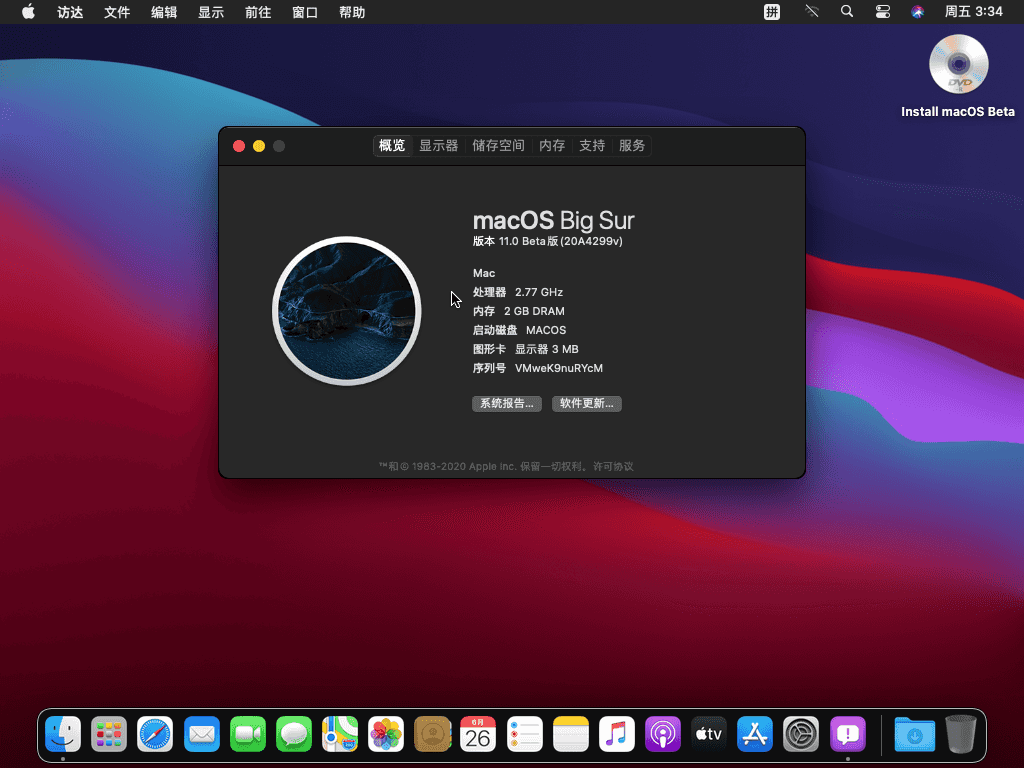 访达 文件 编辑 显示 前往 窗口 帮助 拼 周五 3:34
DVD
Install macOS Beta
概览 显示器 储存空间 内存 支持 服务
macOS Big Sur
版本 11.0 Beta版 (20A4299v)
Mac
处理器 2.77 GHz
内存 2 GB DRAM
启动磁盘 MACOS
图形卡 显示器 3 MB
序列号 VMweK9nuRYcM
系统报告... 软件更新...
™和© 1983-2020 Apple Inc. 保留一切权利。许可协议
6月
26
tv